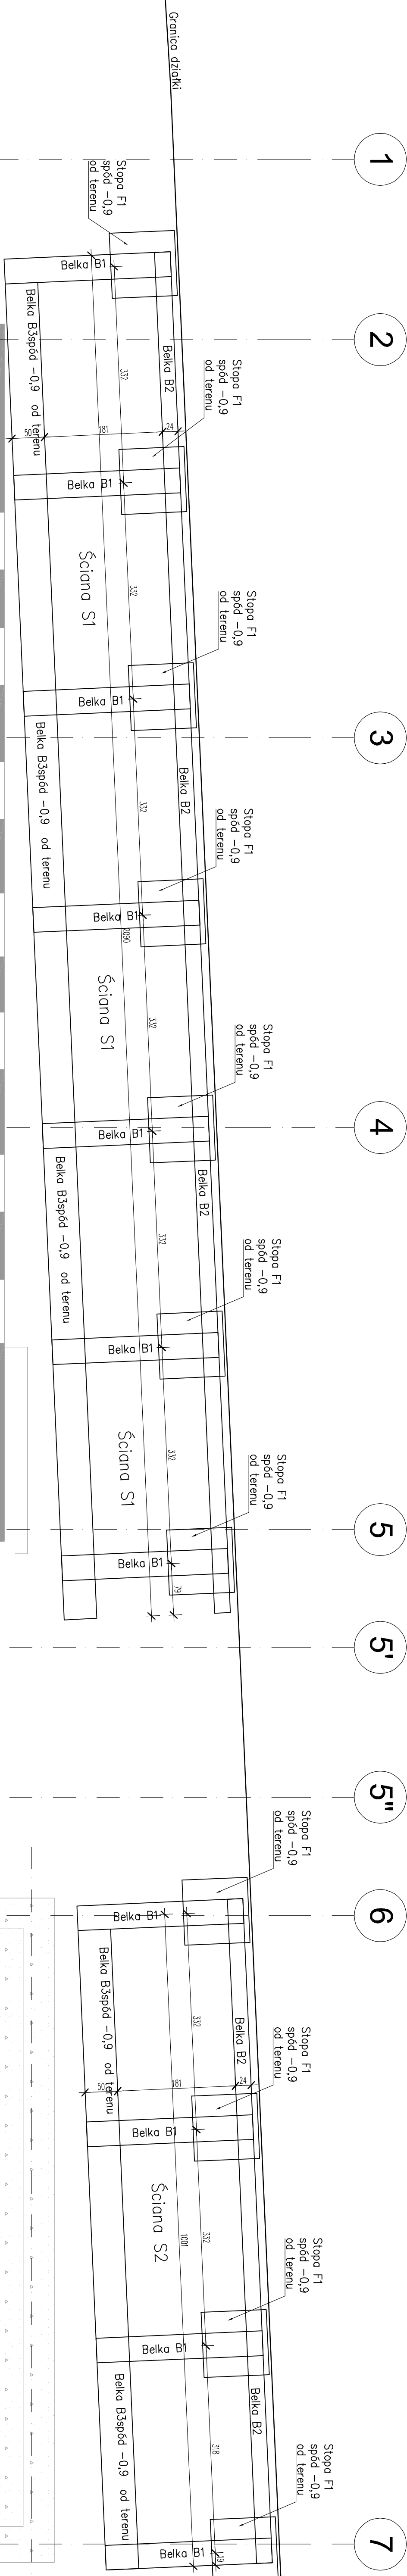 Granica działki
1
Stopa F1
spód -0,9
od terenu
Belka B1
2
Belka B3spód -0,9 od terenu
Belka B2
332
50
181
24
Stopa F1
spód -0,9
od terenu
Belka B1
Ściana S1
332
Stopa F1
spód -0,9
od terenu
Belka B1
3
Belka B3spód -0,9 od terenu
Belka B2
332
Stopa F1
spód -0,9
od terenu
Belka B1
2090
Ściana S1
332
Stopa F1
spód -0,9
od terenu
Belka B1
4
Belka B3spód -0,9 od terenu
Belka B2
332
Stopa F1
spód -0,9
od terenu
Belka B1
Ściana S1
332
Stopa F1
spód -0,9
od terenu
Belka B1
5
79
5'
5"
Stopa F1
spód -0,9
od terenu
Belka B1
6
Belka B3spód -0,9 od terenu
Belka B2
332
50
181
24
Stopa F1
spód -0,9
od terenu
Belka B1
Ściana S2
1001
332
Stopa F1
spód -0,9
od terenu
Belka B1
Belka B3spód -0,9 od terenu
Belka B2
318
Stopa F1
spód -0,9
od terenu
Belka B1
7